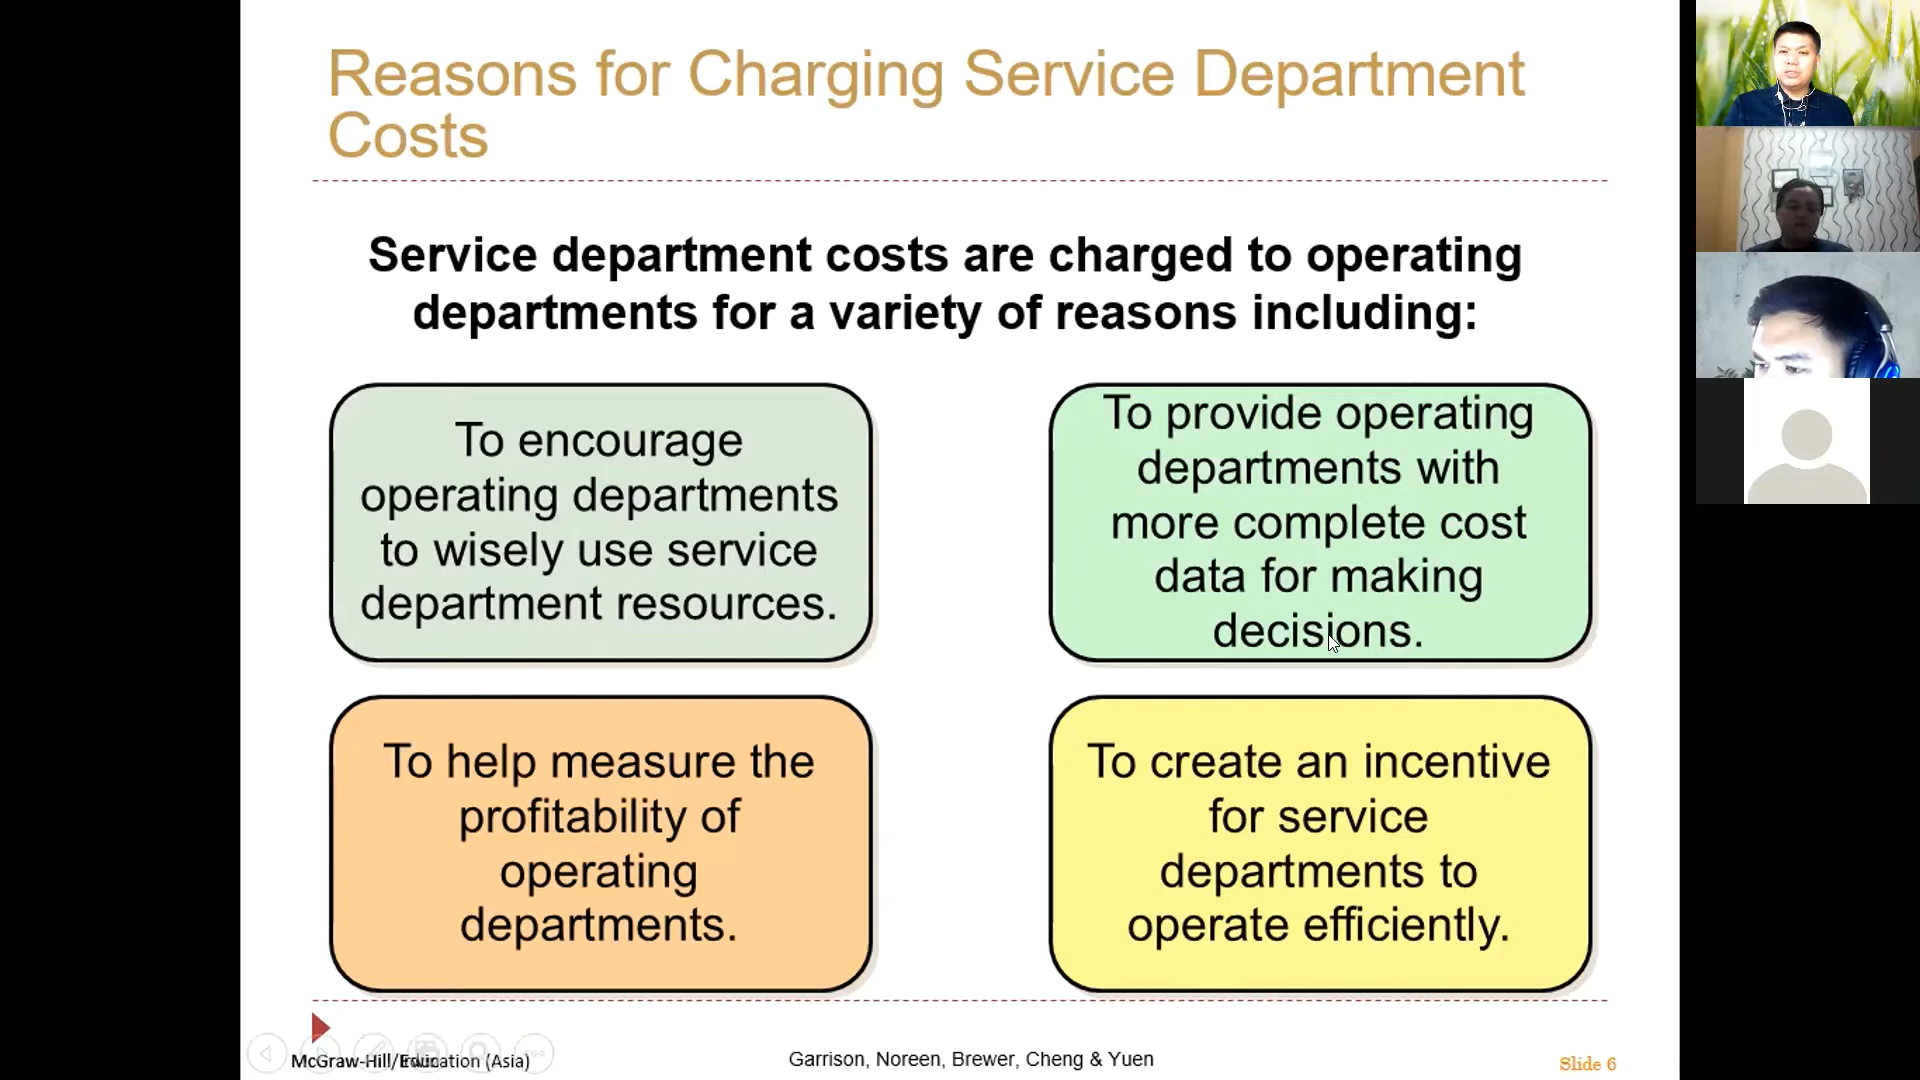 Reasons for Charging Service Department
Costs
Service department costs are charged to operating
departments for a variety of reasons including:
To encourage
operating departments
to wisely use service
department resources.
To provide operating
departments with
more complete cost
data for making
decisions.
To help measure the
profitability of
operating
departments.
To create an incentive
for service
departments to
operate efficiently.
McGraw-Hill/ (Asia)
Garrison, Noreen, Brewer, Cheng & Yuen
Slide 6